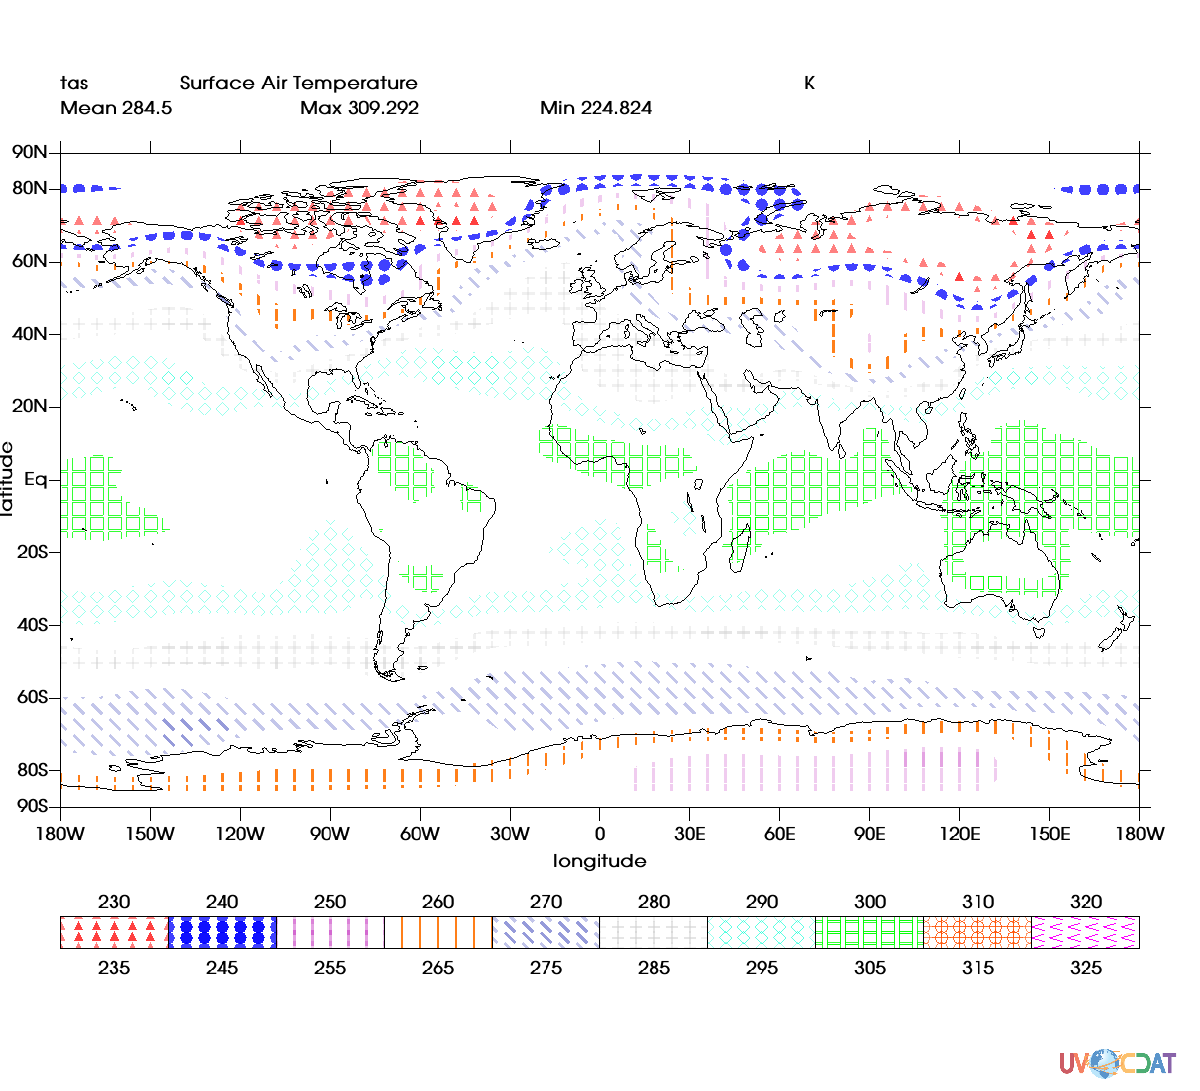 tas Surface Air Temperature K
Mean 284.5 Max 309.292 Min 224.824
90N
80N
60N
40N
20N
Eq
20S
40S
60S
80S
90S
latitude
180W 150W 120W 90W 60W 30W 0 30E 60E 90E 120E 150E 180W
longitude
230 240 250 260 270 280 290 300 310 320
235 245 255 265 275 285 295 305 315 325
UV CDAT